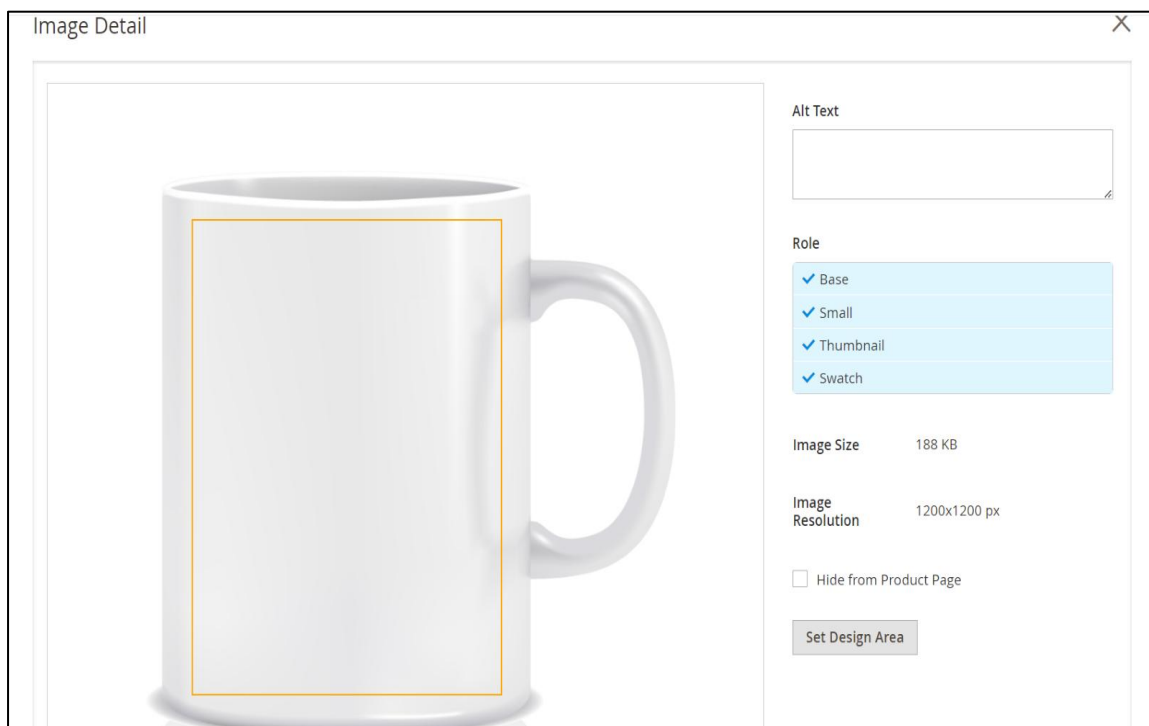 Image Detail
X
Alt Text
Role
Base
Small
Thumbnail
Swatch
Image Size 188 KB
Image
Resolution 1200x1200 px
Hide from Product Page
Set Design Area